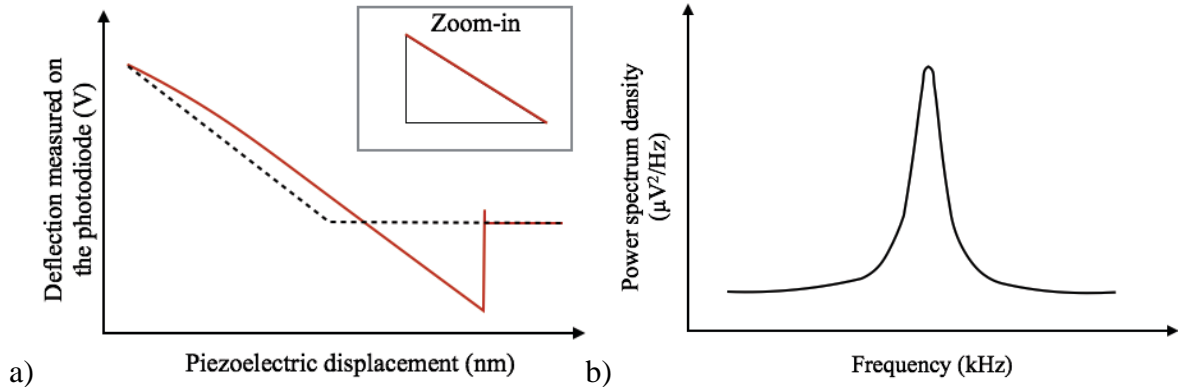 Zoom-in
Deflection measured on
the photodiode (V)
Piezoelectric displacement (nm)
a)
Power spectrum density
(μV²/Hz)
Frequency (kHz)
b)